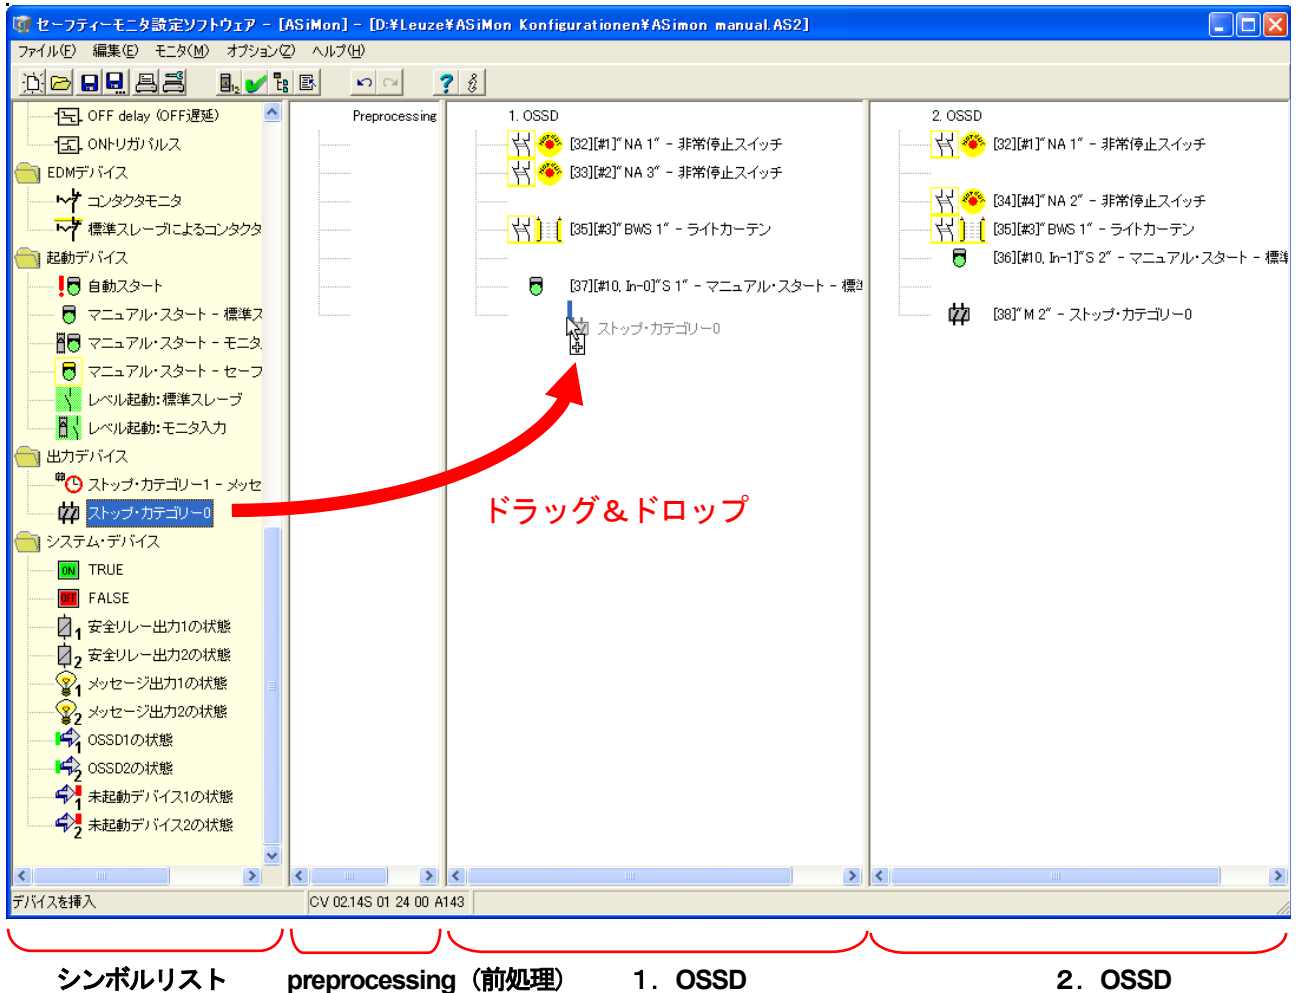 セーフティーモニタ設定ソフトウェア - [ASiMon] - [D:¥Leuze¥ASiMon Konfigurationen¥ASimon manual.AS2]
ファイル(F) 編集(E) モニタ(M) オプション(Z) ヘルプ(H)
OFF delay (OFF遅延)
ONトリガパルス
EDMデバイス
コンタクタモニタ
標準スレーブによるコンタクタ
起動デバイス
自動スタート
マニュアル・スタート - 標準ス
マニュアル・スタート - モニタ
マニュアル・スタート - セーフ
レベル起動:標準スレーブ
レベル起動:モニタ入力
出力デバイス
ストップ・カテゴリー1 - メッセ
ストップ・カテゴリー0
システム・デバイス
ON TRUE
OFF FALSE
1 安全リレー出力1の状態
2 安全リレー出力2の状態
1 メッセージ出力1の状態
2 メッセージ出力2の状態
1 OSSD1の状態
2 OSSD2の状態
1 未起動デバイス1の状態
2 未起動デバイス2の状態
Preprocessing
1. OSSD
[32][#1]"NA 1" - 非常停止スイッチ
[33][#2]"NA 3" - 非常停止スイッチ
[35][#3]"BWS 1" - ライトカーテン
[37][#10, In-0]"S 1" - マニュアル・スタート - 標準
ストップ・カテゴリー0
ドラッグ＆ドロップ
2. OSSD
[32][#1]"NA 1" - 非常停止スイッチ
[34][#4]"NA 2" - 非常停止スイッチ
[35][#3]"BWS 1" - ライトカーテン
[36][#10, In-1]"S 2" - マニュアル・スタート - 標準
[38]"M 2" - ストップ・カテゴリー0
デバイスを挿入
CV 02.14S 01 24 00 A143
シンボルリスト
preprocessing（前処理）
１．OSSD
２．OSSD